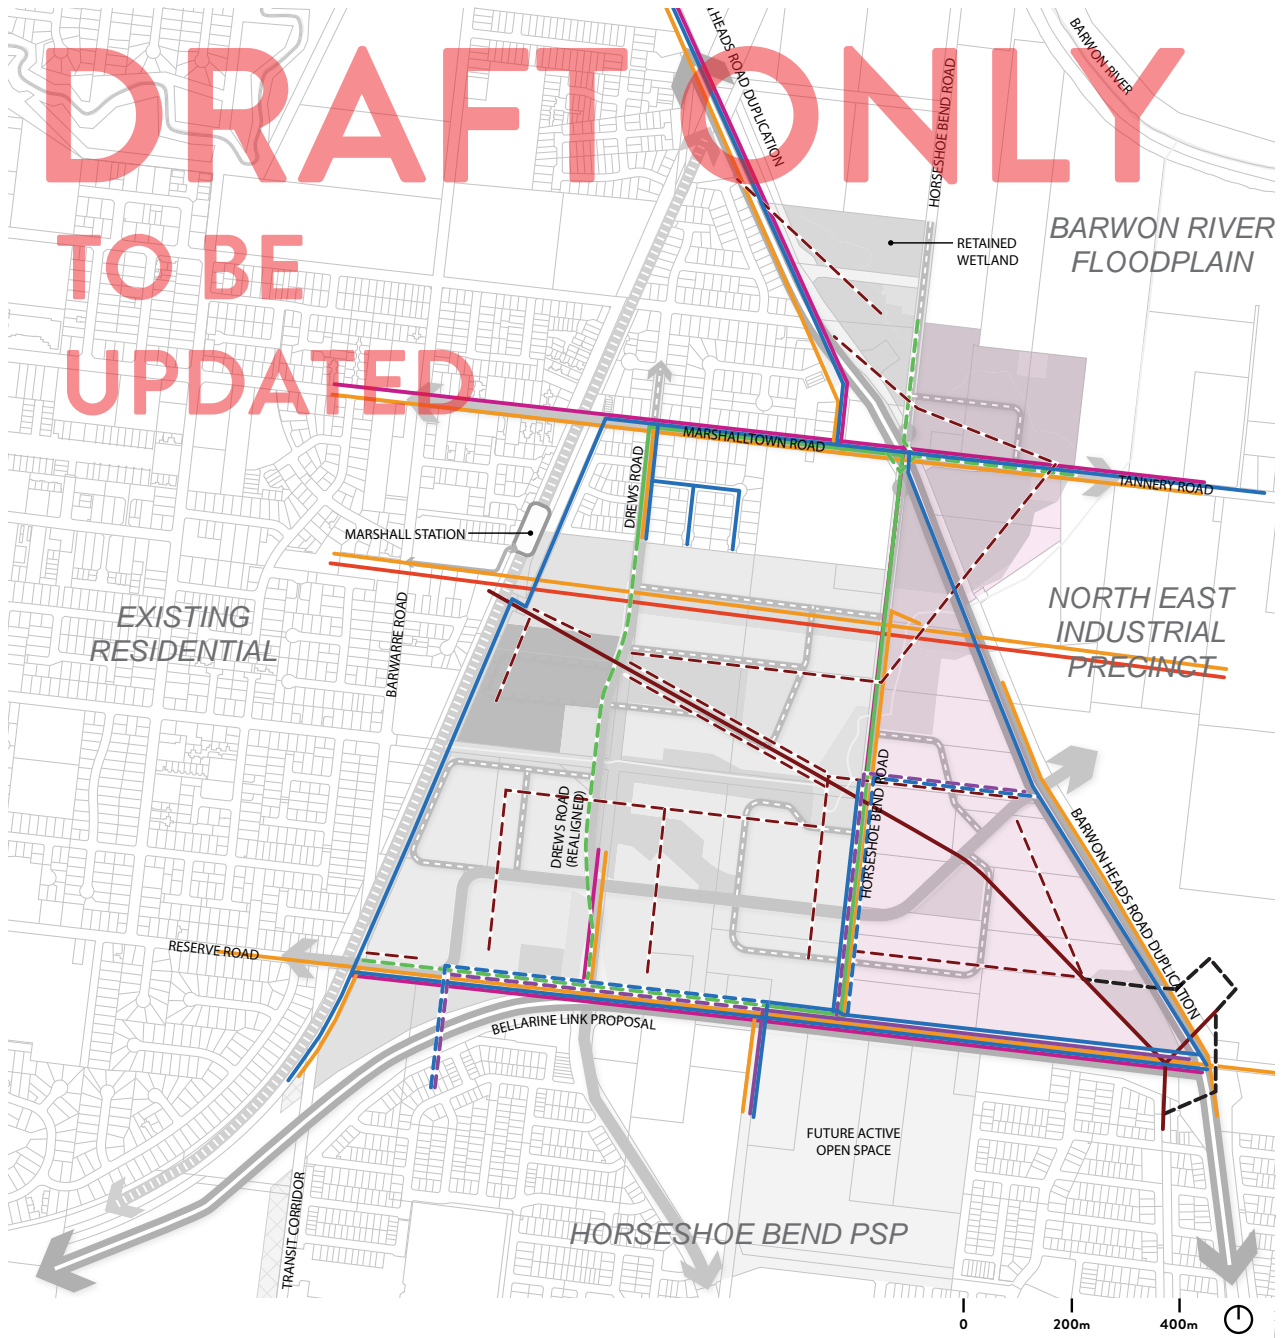 DRAFT ONLY
TO BE
UPDATED
HEADS ROAD DUPLICATION
HORSESHOE BEND ROAD
BARWON RIVER
BARWON RIVER
FLOODPLAIN
RETAINED
WETLAND
MARSHALLTOWN ROAD
TANNERY ROAD
DREWS ROAD
MARSHALL STATION
EXISTING
RESIDENTIAL
BARWARRE ROAD
NORTH EAST
INDUSTRIAL
PRECINCT
DREWS ROAD
(REALIGNED)
HORSESHOE BEND ROAD
BARWON HEADS ROAD DUPLICATION
RESERVE ROAD
BELLARINE LINK PROPOSAL
FUTURE ACTIVE
OPEN SPACE
TRANSIT CORRIDOR
HORSESHOE BEND PSP
0 200m 400m